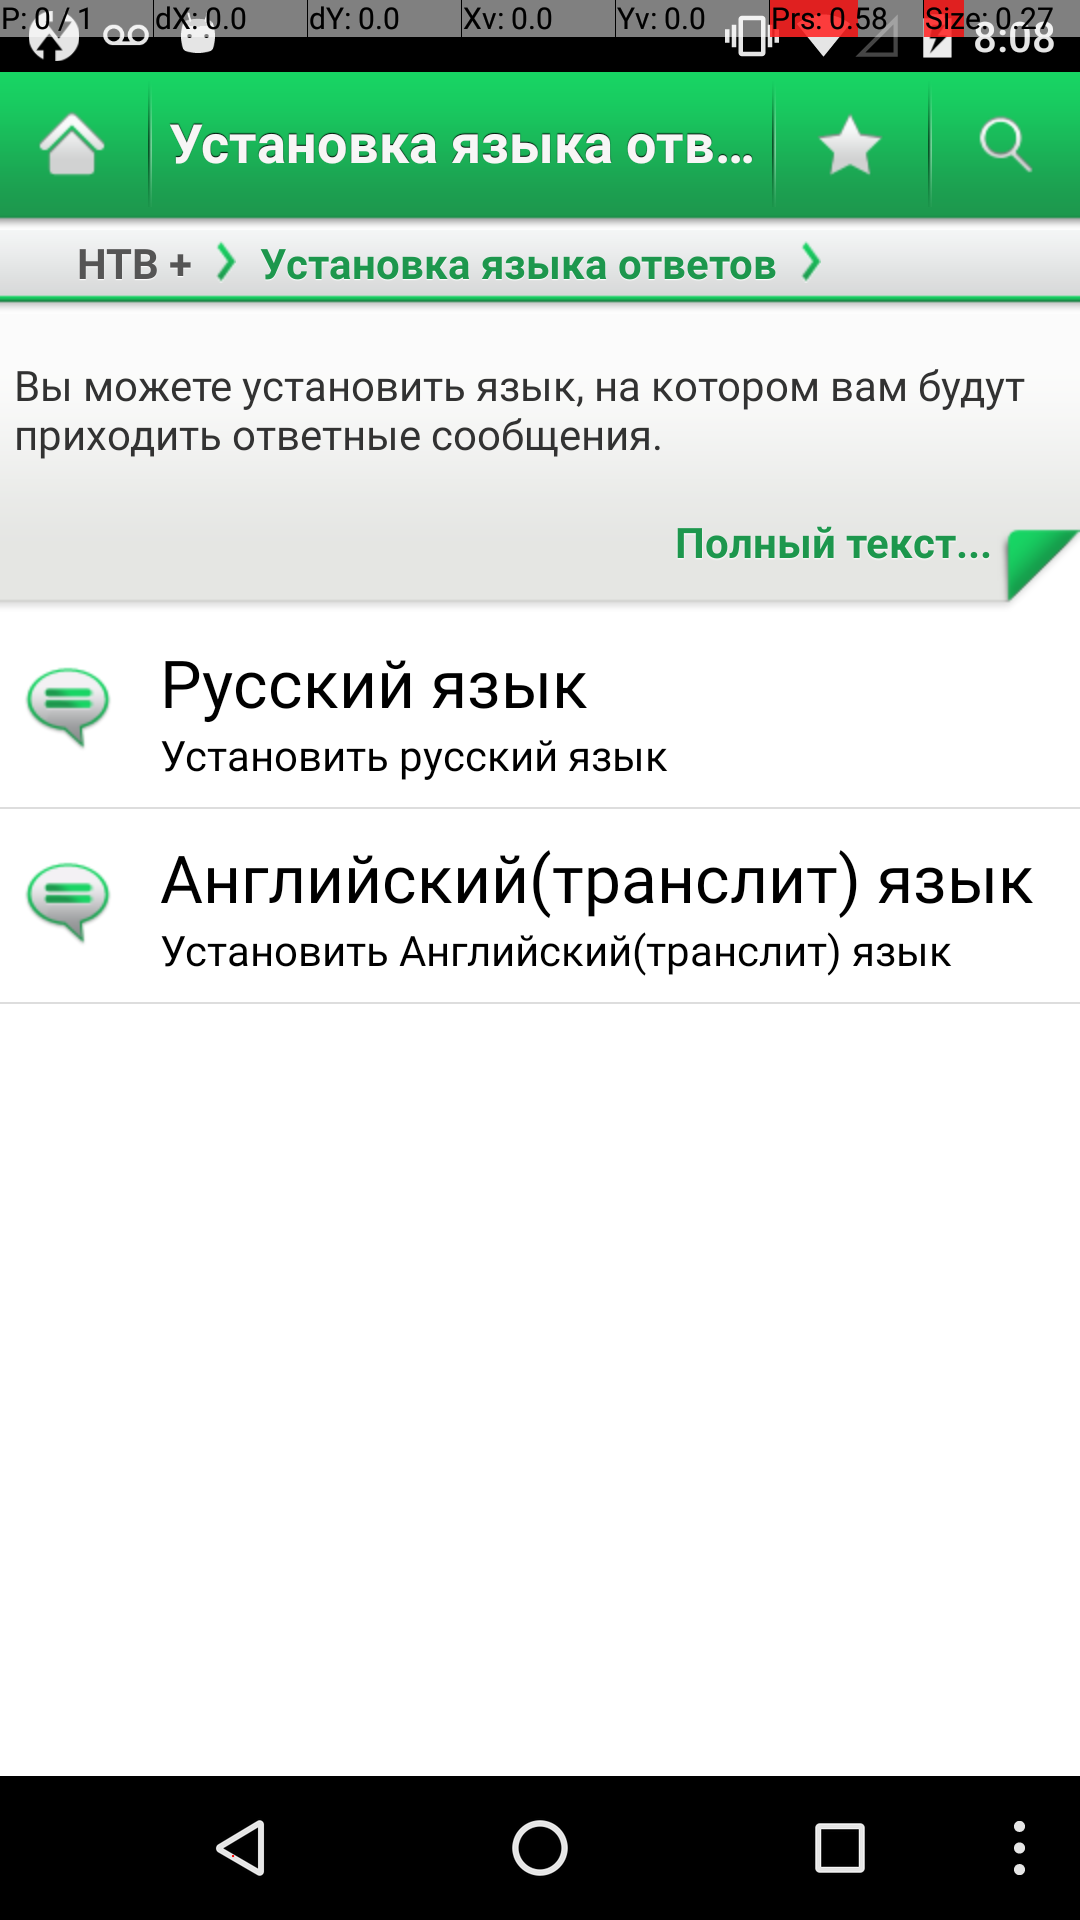 P: 0 / 1 dX: 0.0 dY: 0.0 Xv: 0.0 Yv: 0.0 Prs: 0.58 Size: 0.27
8:08
Установка языка отв...
НТВ + Установка языка ответов
Вы можете установить язык, на котором вам будут
приходить ответные сообщения.
Полный текст...
Русский язык
Установить русский язык
Английский(транслит) язык
Установить Английский(транслит) язык